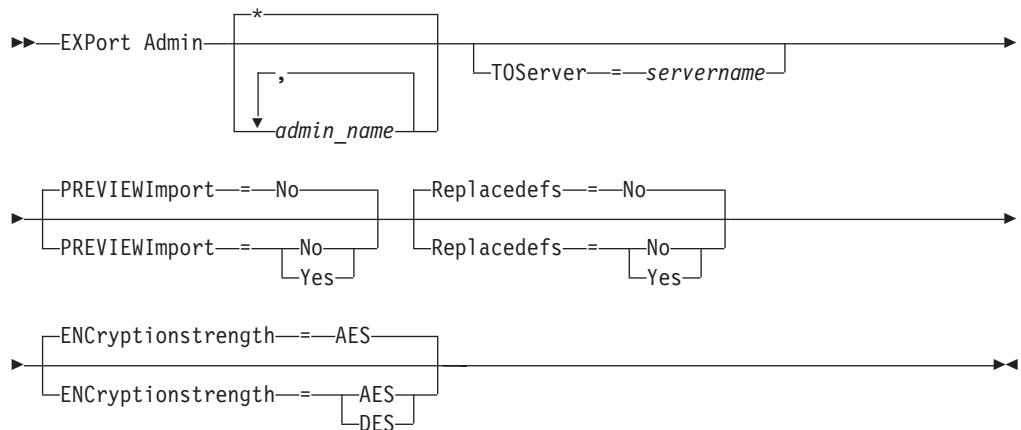 *
EXPort Admin
TOServer = servername
,
admin_name
PREVIEWImport = No Replacedefs = No
PREVIEWImport = No Replacedefs = No
Yes Yes
ENCryptionstrength = AES
ENCryptionstrength = AES
DES